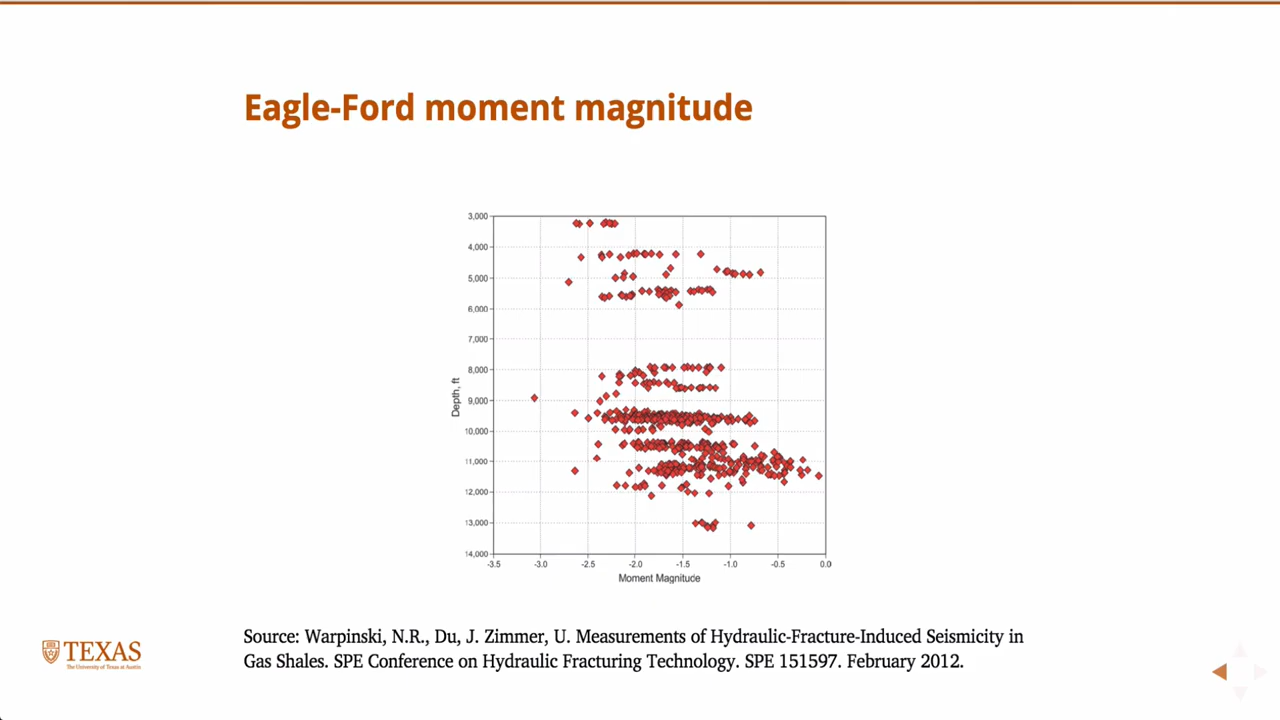 Eagle-Ford moment magnitude
3,000
4,000
5,000
6,000
7,000
8,000
9,000
10,000
11,000
12,000
13,000
14,000
Depth, ft
-3.5 -3.0 -2.5 -2.0 -1.5 -1.0 -0.5 0.0
Moment Magnitude
Source: Warpinski, N.R., Du, J. Zimmer, U. Measurements of Hydraulic-Fracture-Induced Seismicity in
Gas Shales. SPE Conference on Hydraulic Fracturing Technology. SPE 151597. February 2012.
TEXAS
The University of Texas at Austin